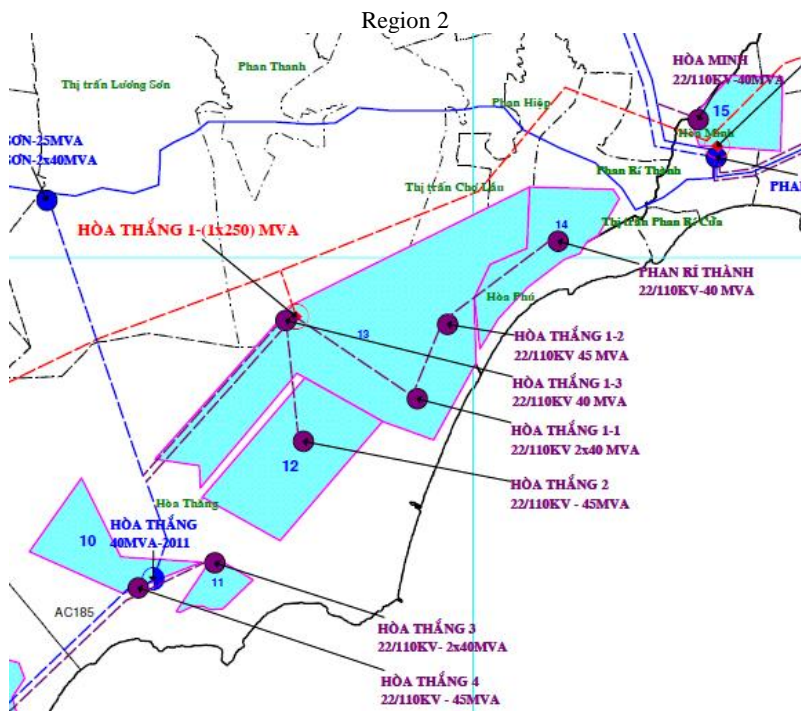 Region 2
HÒA MINH
22/110KV-40MVA
Phan Thanh
Thị trấn Lương Sơn
15
Phan Hiệp
Hòa Minh
SƠN-25MVA
SƠN-2x40MVA
Phan Rí Thành
PHAN
Thị trấn Chợ Lầu
14
Thị trấn Phan Rí Cửa
HÒA THẮNG 1-(1x250) MVA
PHAN RÍ THÀNH
22/110KV-40 MVA
Hòa Phú
13
HÒA THẮNG 1-2
22/110KV 45 MVA
HÒA THẮNG 1-3
22/110KV 40 MVA
HÒA THẮNG 1-1
22/110KV 2x40 MVA
12
HÒA THẮNG 2
22/110KV - 45MVA
Hòa Thắng
HÒA THẮNG
40MVA-2011
10
11
AC185
HÒA THẮNG 3
22/110KV- 2x40MVA
HÒA THẮNG 4
22/110KV - 45MVA